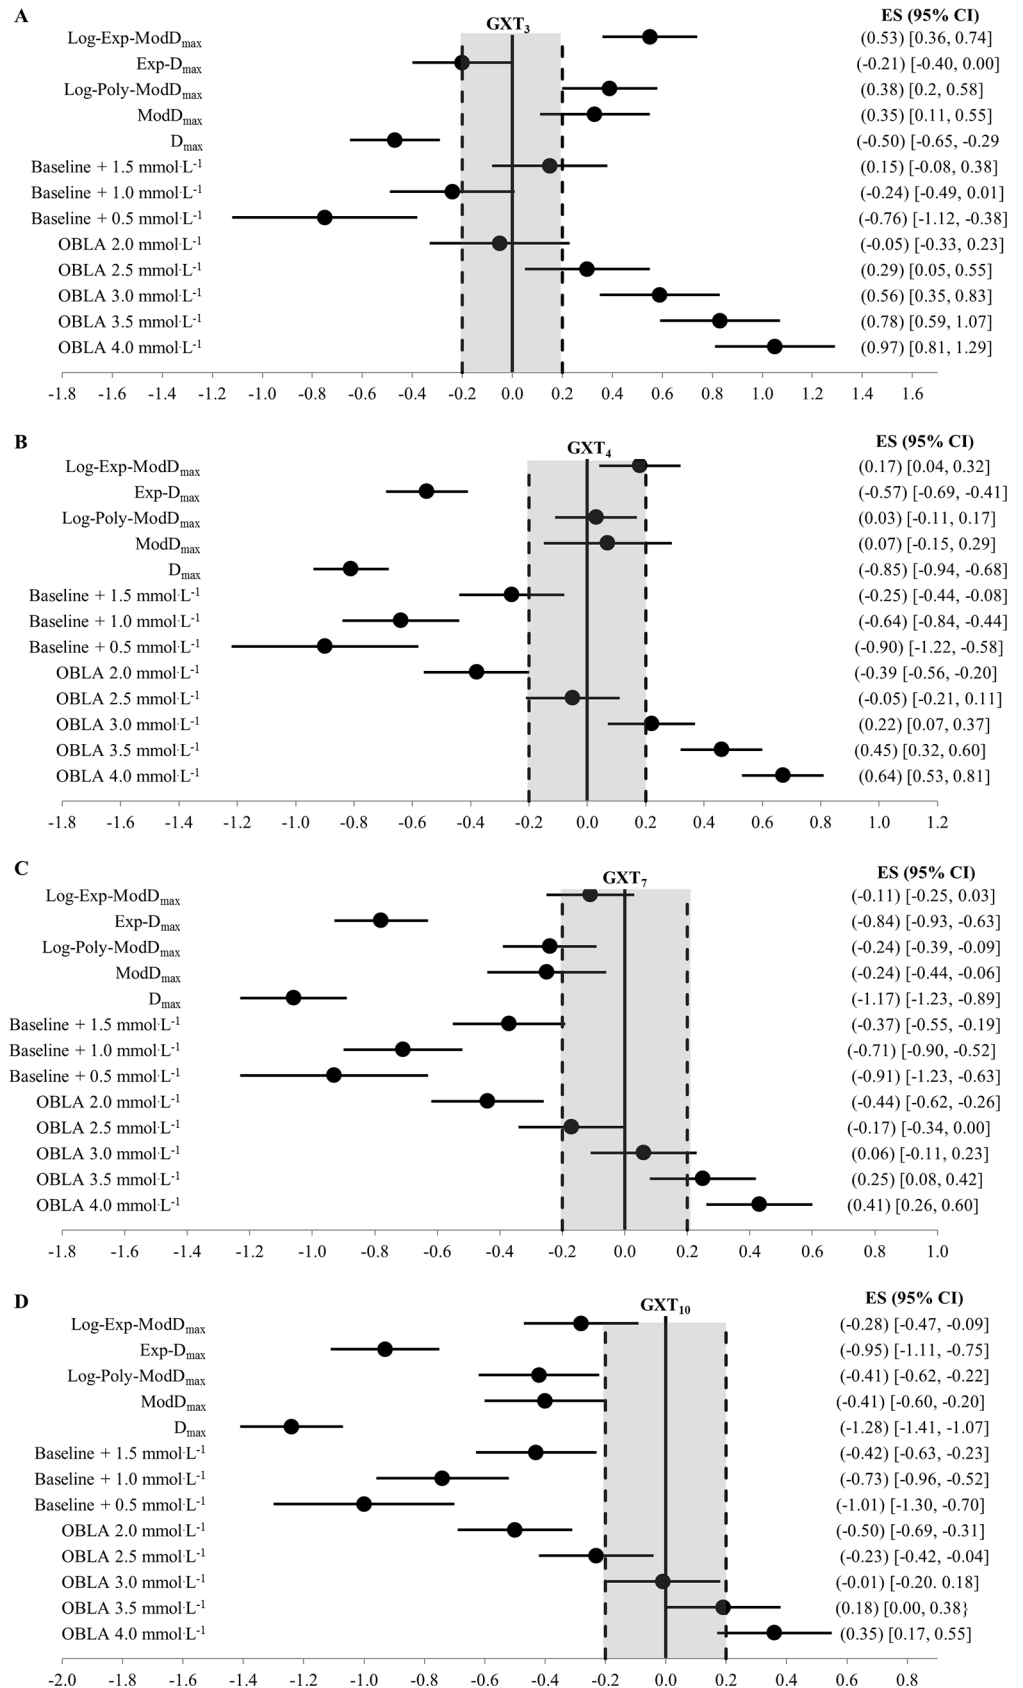 A
GXT3
ES (95% CI)
Log-Exp-ModDmax (0.53) [0.36, 0.74]
Exp-Dmax (-0.21) [-0.40, 0.00]
Log-Poly-ModDmax (0.38) [0.2, 0.58]
ModDmax (0.35) [0.11, 0.55]
Dmax (-0.50) [-0.65, -0.29
Baseline + 1.5 mmol·L-1 (0.15) [-0.08, 0.38]
Baseline + 1.0 mmol·L-1 (-0.24) [-0.49, 0.01]
Baseline + 0.5 mmol·L-1 (-0.76) [-1.12, -0.38]
OBLA 2.0 mmol·L-1 (-0.05) [-0.33, 0.23]
OBLA 2.5 mmol·L-1 (0.29) [0.05, 0.55]
OBLA 3.0 mmol·L-1 (0.56) [0.35, 0.83]
OBLA 3.5 mmol·L-1 (0.78) [0.59, 1.07]
OBLA 4.0 mmol·L-1 (0.97) [0.81, 1.29]
-1.8 -1.6 -1.4 -1.2 -1.0 -0.8 -0.6 -0.4 -0.2 0.0 0.2 0.4 0.6 0.8 1.0 1.2 1.4 1.6
B
GXT4
ES (95% CI)
Log-Exp-ModDmax (0.17) [0.04, 0.32]
Exp-Dmax (-0.57) [-0.69, -0.41]
Log-Poly-ModDmax (0.03) [-0.11, 0.17]
ModDmax (0.07) [-0.15, 0.29]
Dmax (-0.85) [-0.94, -0.68]
Baseline + 1.5 mmol·L-1 (-0.25) [-0.44, -0.08]
Baseline + 1.0 mmol·L-1 (-0.64) [-0.84, -0.44]
Baseline + 0.5 mmol·L-1 (-0.90) [-1.22, -0.58]
OBLA 2.0 mmol·L-1 (-0.39) [-0.56, -0.20]
OBLA 2.5 mmol·L-1 (-0.05) [-0.21, 0.11]
OBLA 3.0 mmol·L-1 (0.22) [0.07, 0.37]
OBLA 3.5 mmol·L-1 (0.45) [0.32, 0.60]
OBLA 4.0 mmol·L-1 (0.64) [0.53, 0.81]
-1.8 -1.6 -1.4 -1.2 -1.0 -0.8 -0.6 -0.4 -0.2 0.0 0.2 0.4 0.6 0.8 1.0 1.2
C
GXT7
ES (95% CI)
Log-Exp-ModDmax (-0.11) [-0.25, 0.03]
Exp-Dmax (-0.84) [-0.93, -0.63]
Log-Poly-ModDmax (-0.24) [-0.39, -0.09]
ModDmax (-0.24) [-0.44, -0.06]
Dmax (-1.17) [-1.23, -0.89]
Baseline + 1.5 mmol·L-1 (-0.37) [-0.55, -0.19]
Baseline + 1.0 mmol·L-1 (-0.71) [-0.90, -0.52]
Baseline + 0.5 mmol·L-1 (-0.91) [-1.23, -0.63]
OBLA 2.0 mmol·L-1 (-0.44) [-0.62, -0.26]
OBLA 2.5 mmol·L-1 (-0.17) [-0.34, 0.00]
OBLA 3.0 mmol·L-1 (0.06) [-0.11, 0.23]
OBLA 3.5 mmol·L-1 (0.25) [0.08, 0.42]
OBLA 4.0 mmol·L-1 (0.41) [0.26, 0.60]
-1.8 -1.6 -1.4 -1.2 -1.0 -0.8 -0.6 -0.4 -0.2 0.0 0.2 0.4 0.6 0.8 1.0
D
GXT10
ES (95% CI)
Log-Exp-ModDmax (-0.28) [-0.47, -0.09]
Exp-Dmax (-0.95) [-1.11, -0.75]
Log-Poly-ModDmax (-0.41) [-0.62, -0.22]
ModDmax (-0.41) [-0.60, -0.20]
Dmax (-1.28) [-1.41, -1.07]
Baseline + 1.5 mmol·L-1 (-0.42) [-0.63, -0.23]
Baseline + 1.0 mmol·L-1 (-0.73) [-0.96, -0.52]
Baseline + 0.5 mmol·L-1 (-1.01) [-1.30, -0.70]
OBLA 2.0 mmol·L-1 (-0.50) [-0.69, -0.31]
OBLA 2.5 mmol·L-1 (-0.23) [-0.42, -0.04]
OBLA 3.0 mmol·L-1 (-0.01) [-0.20. 0.18]
OBLA 3.5 mmol·L-1 (0.18) [0.00, 0.38}
OBLA 4.0 mmol·L-1 (0.35) [0.17, 0.55]
-2.0 -1.8 -1.6 -1.4 -1.2 -1.0 -0.8 -0.6 -0.4 -0.2 0.0 0.2 0.4 0.6 0.8